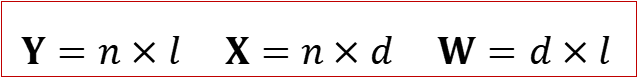 Y = n × l X = n × d W = d × l